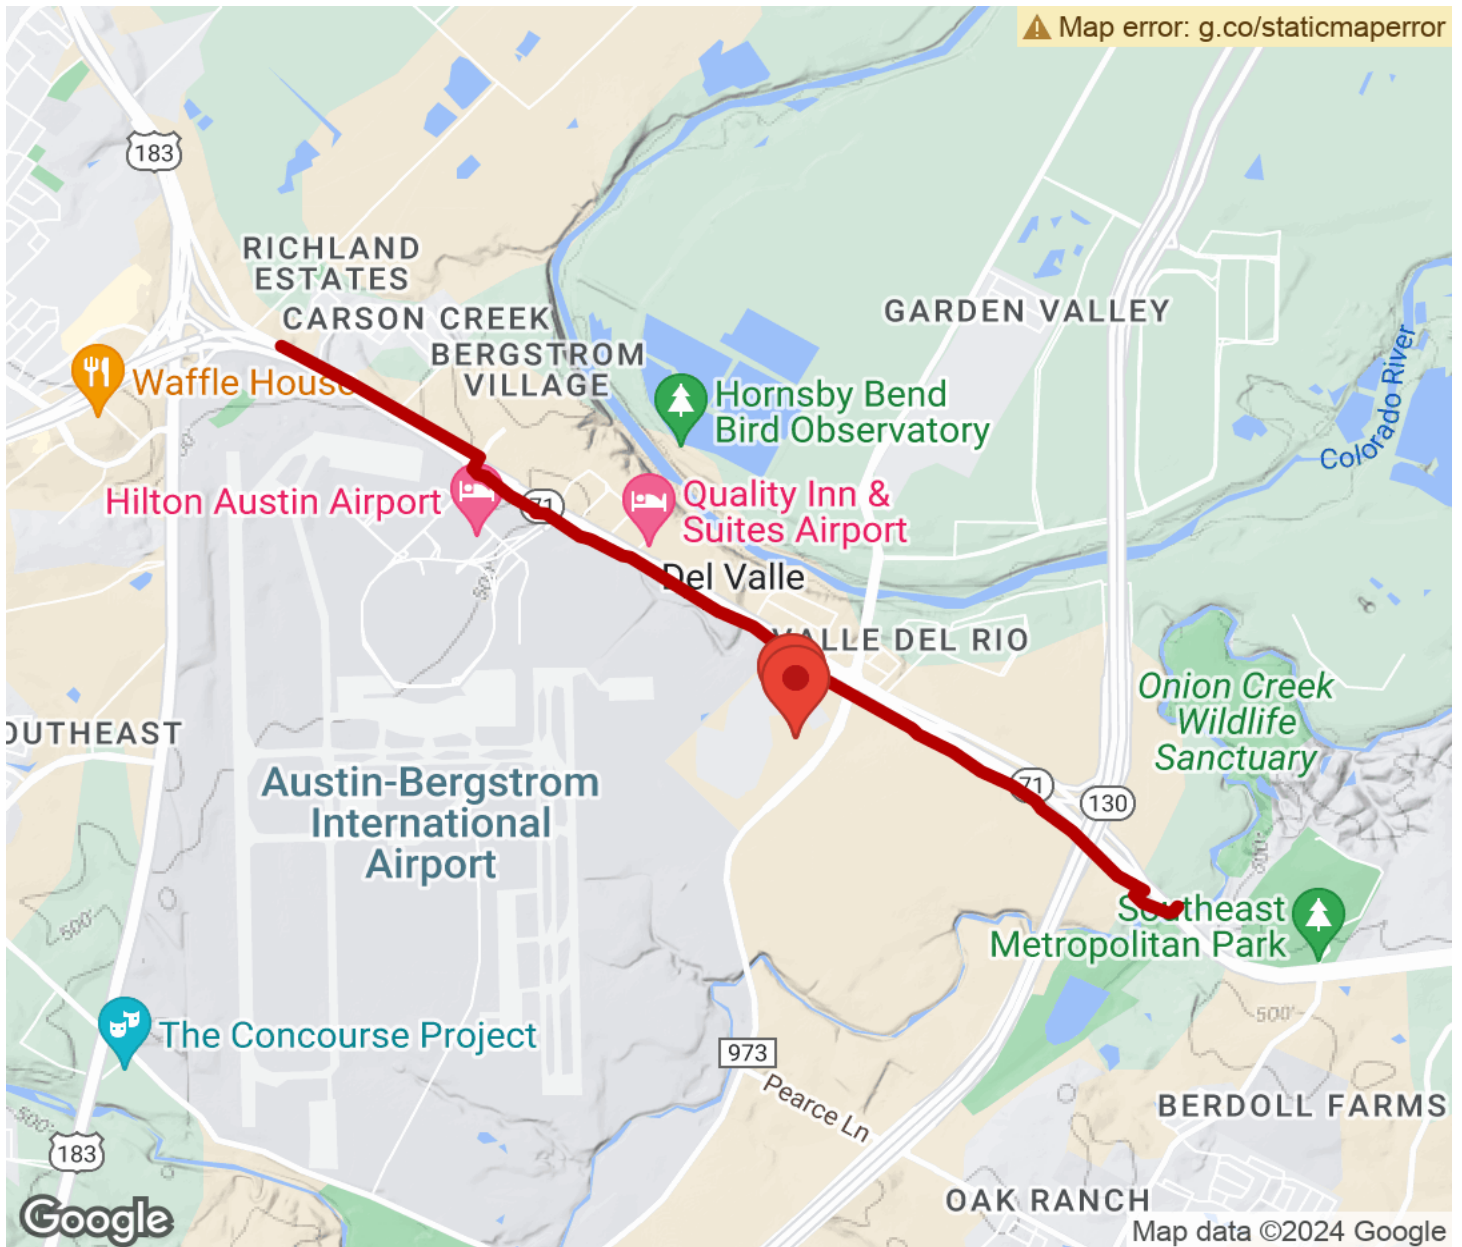 Map error: g.co/staticmaperror
183
RICHLAND
ESTATES
CARSON CREEK
GARDEN VALLEY
BERGSTROM
VILLAGE
Waffle House
Hornsby Bend
Bird Observatory
Colorado River
Hilton Austin Airport
71
Quality Inn &
Suites Airport
50'
500'
Del Valle
VALLE DEL RIO
Onion Creek
Wildlife
Sanctuary
OUTHEAST
Austin-Bergstrom
International
Airport
71
130
500'
Southeast
Metropolitan Park
500'
500'
The Concourse Project
973
Pearce Ln
BERDOLL FARMS
500'
183
OAK RANCH
Google
Map data ©2024 Google